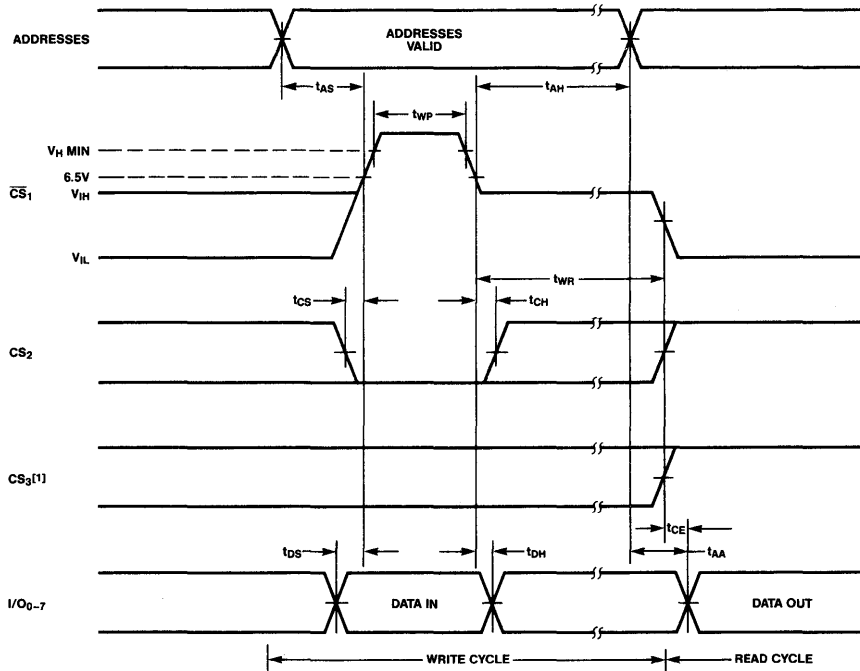 ADDRESSES
ADDRESSES
VALID
tAS
tAH
tWP
VH MIN
6.5V
CS1
VIH
VIL
tWR
tCS
tCH
CS2
CS3[1]
tCE
tAA
tDS
tDH
I/O0–7
DATA IN
DATA OUT
WRITE CYCLE
READ CYCLE